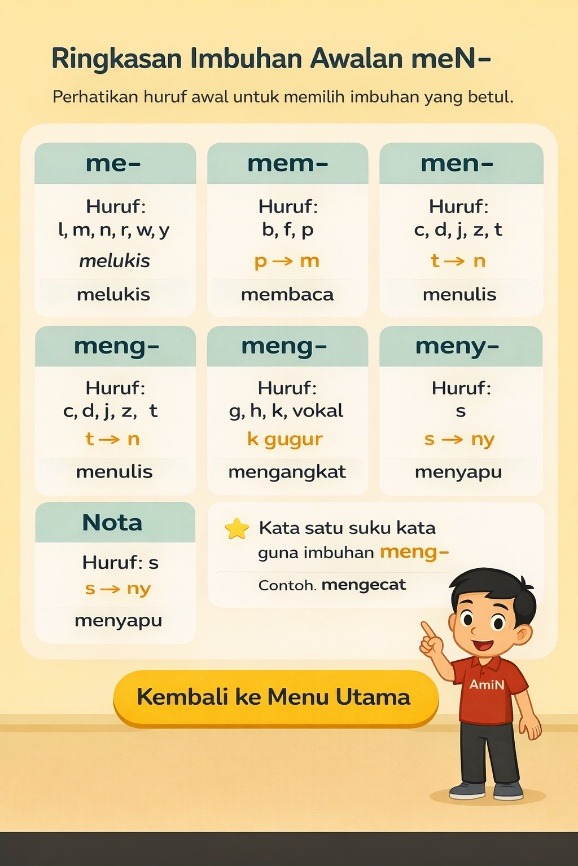 Ringkasan Imbuhan Awalan meN–
Perhatikan huruf awal untuk memilih imbuhan yang betul.
me–
Huruf:
l, m, n, r, w, y
melukis
melukis
mem–
Huruf:
b, f, p
p → m
membaca
men–
Huruf:
c, d, j, z, t
t → n
menulis
meng–
Huruf:
c, d, j, z, t
t → n
menulis
meng–
Huruf:
g, h, k, vokal
k gugur
mengangkat
meny–
Huruf:
s
s → ny
menyapu
Nota
Huruf: s
s → ny
menyapu
Kata satu suku kata
guna imbuhan meng–
Contoh. mengecat
AmiN
Kembali ke Menu Utama